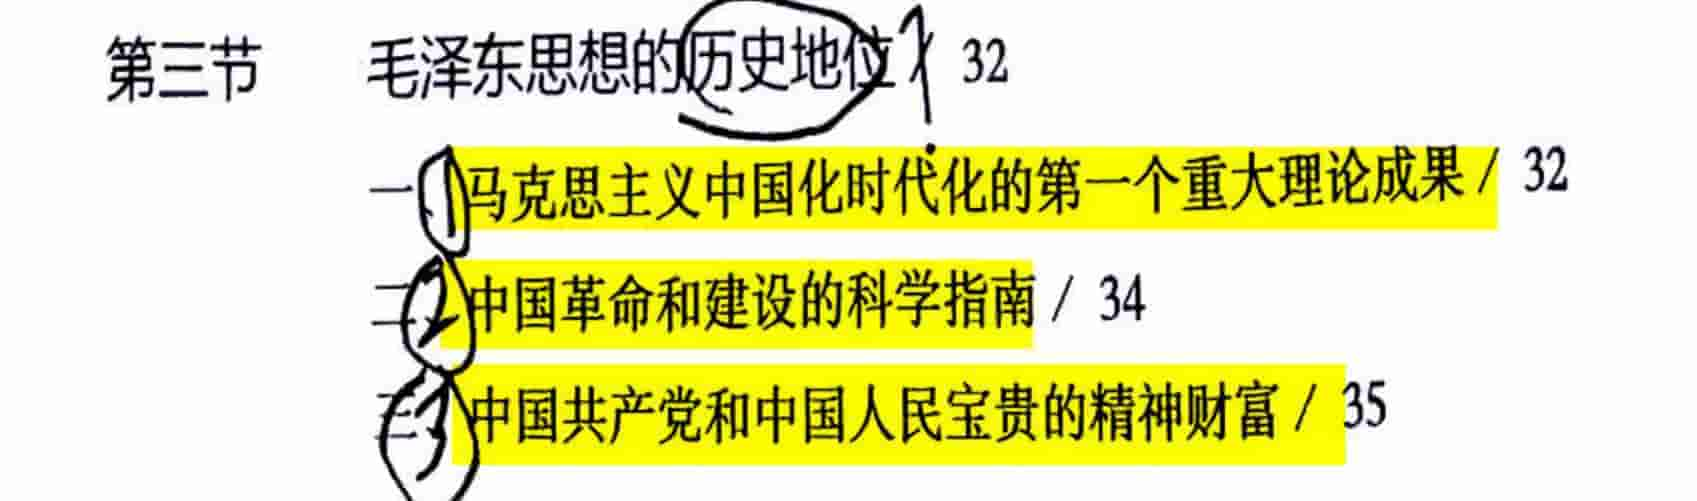 第三节 毛泽东思想的历史地位 / 32
一、马克思主义中国化时代化的第一个重大理论成果 / 32
二、中国革命和建设的科学指南 / 34
三、中国共产党和中国人民宝贵的精神财富 / 35